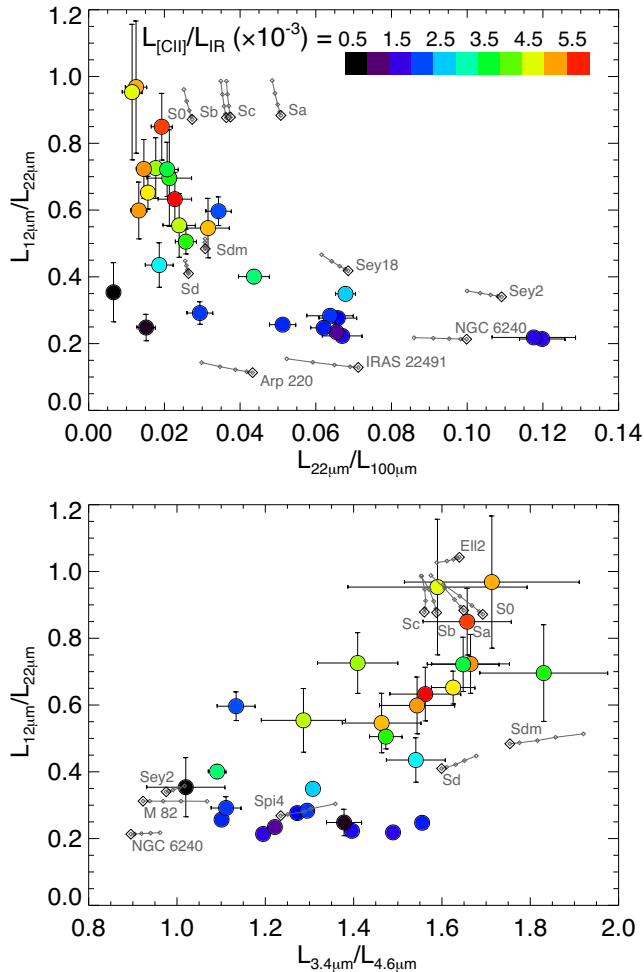 L[CII]/LIR (×10-3) = 0.5 1.5 2.5 3.5 4.5 5.5
1.2
1.0
0.8
0.6
0.4
0.2
0.0
L12μm/L22μm
S0 Sb Sc Sa
Sdm
Sd
Sey18
Sey2
NGC 6240
IRAS 22491
Arp 220
0.00 0.02 0.04 0.06 0.08 0.10 0.12 0.14
L22μm/L100μm
1.2
1.0
0.8
0.6
0.4
0.2
0.0
L12μm/L22μm
Ell2
S0
Sc Sb Sa
Sdm
Sd
Sey2
M 82
Spi4
NGC 6240
0.8 1.0 1.2 1.4 1.6 1.8 2.0
L3.4μm/L4.6μm